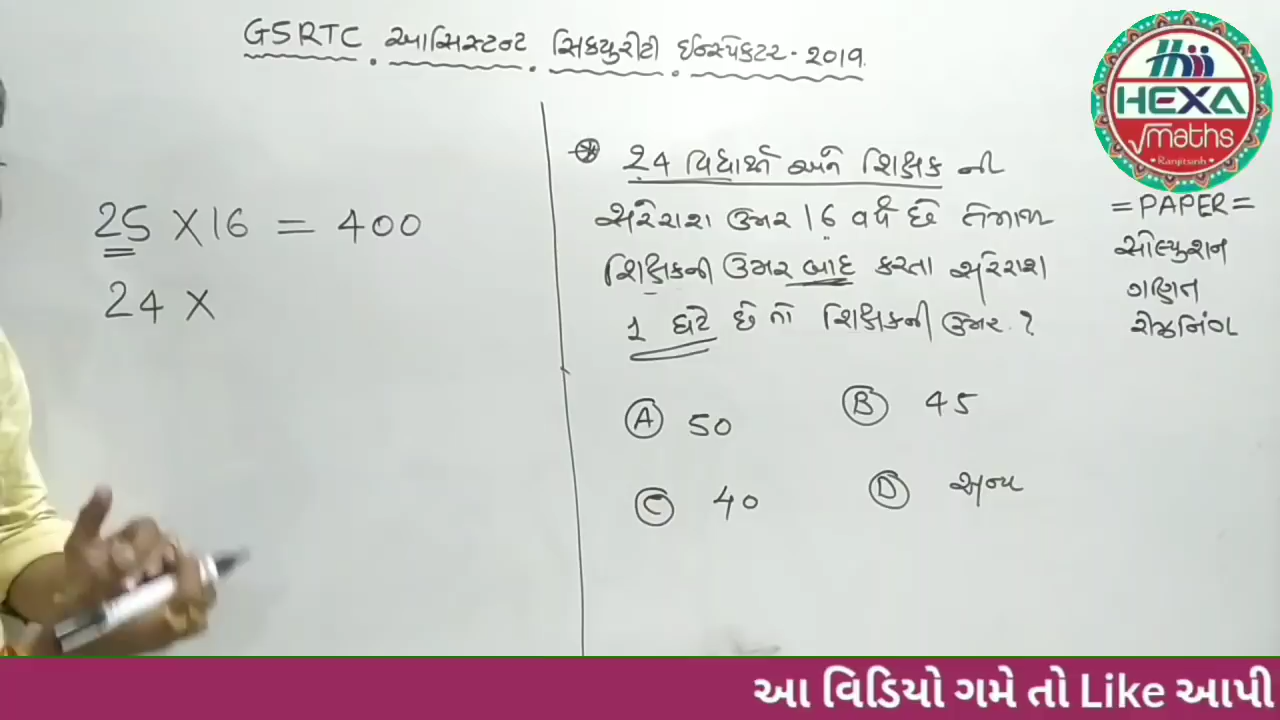 GSRTC આસિસ્ટન્ટ સિક્યુરીટી ઇન્સ્પેકટર - 2019.
HEXA
maths
Ranjitsinh
25 X 16 = 400
24 X
24 વિદ્યાર્થી અને શિક્ષક ની
સરેરાશ ઉંમર 16 વર્ષ છે તેમાંથી
શિક્ષકની ઉંમર બાદ કરતા સરેરાશ
1 ઘટે છે તો શિક્ષકની ઉંમર. ?
A 50
B 45
C 40
D અન્ય
= PAPER =
સોલ્યુશન
ગણિત
રીઝનિંગ
આ વિડિયો ગમે તો Like આપી